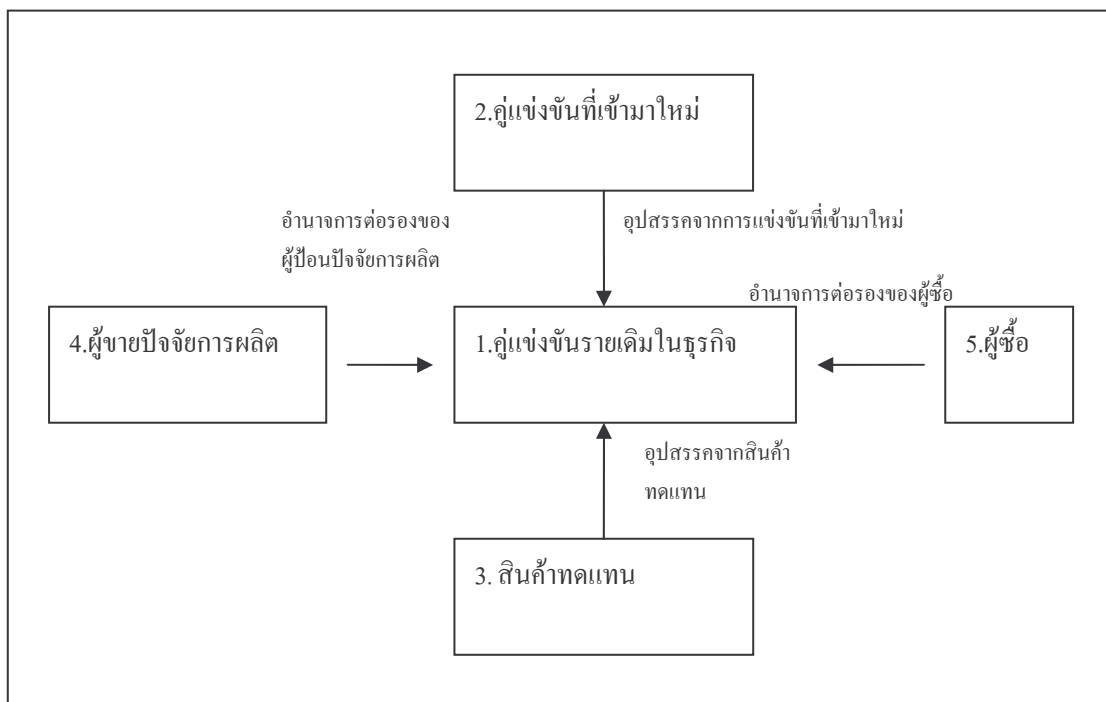 2.คู่แข่งขันที่เข้ามาใหม่
อำนาจการต่อรองของ
ผู้ป้อนปัจจัยการผลิต
อุปสรรคจากการแข่งขันที่เข้ามาใหม่
อำนาจการต่อรองของผู้ซื้อ
4.ผู้ขายปัจจัยการผลิต
1.คู่แข่งขันรายเดิมในธุรกิจ
5.ผู้ซื้อ
อุปสรรคจากสินค้า
ทดแทน
3. สินค้าทดแทน